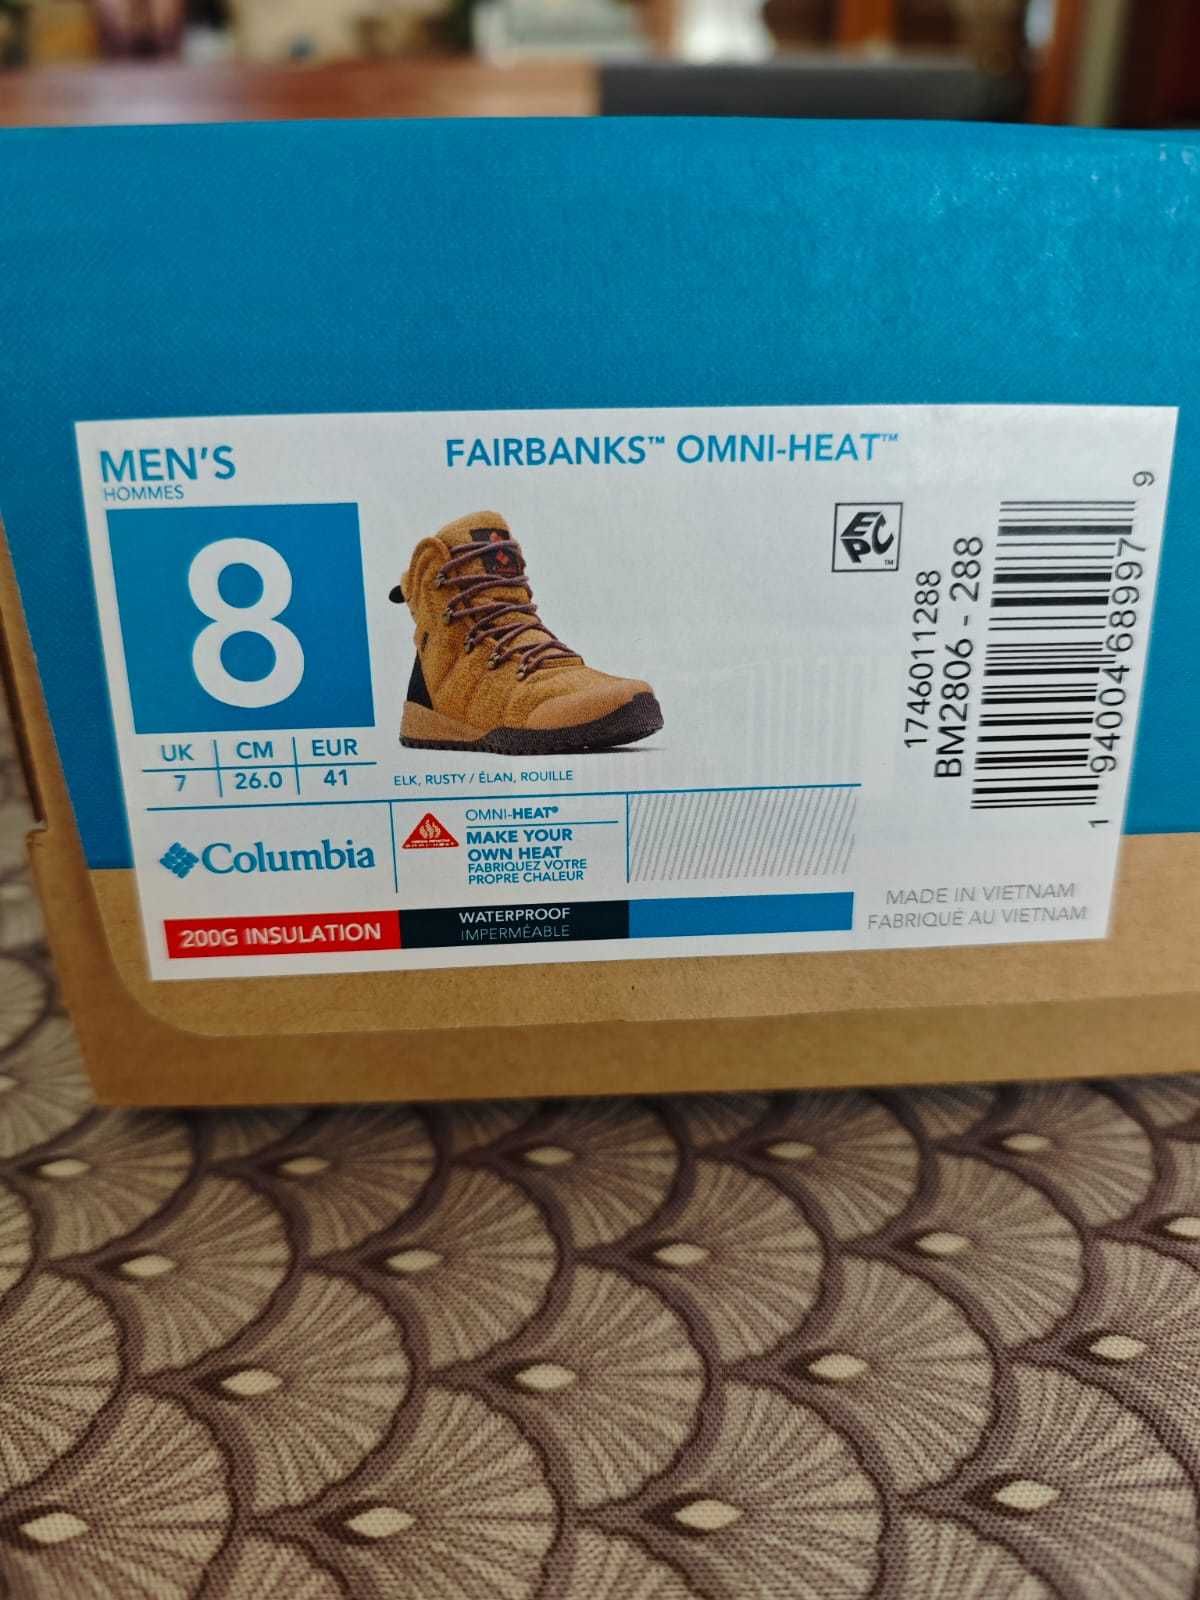 MEN'S
HOMMES
FAIRBANKS™ OMNI-HEAT™
8
UK CM EUR
7 26.0 41
ELK, RUSTY / ÉLAN, ROUILLE
EPC™
1746011288
BM2806 - 288
1 94004 68997 9
Columbia
OMNI-HEAT®
MAKE YOUR
OWN HEAT
FABRIQUEZ VOTRE
PROPRE CHALEUR
200G INSULATION
WATERPROOF
IMPERMÉABLE
MADE IN VIETNAM
FABRIQUÉ AU VIETNAM